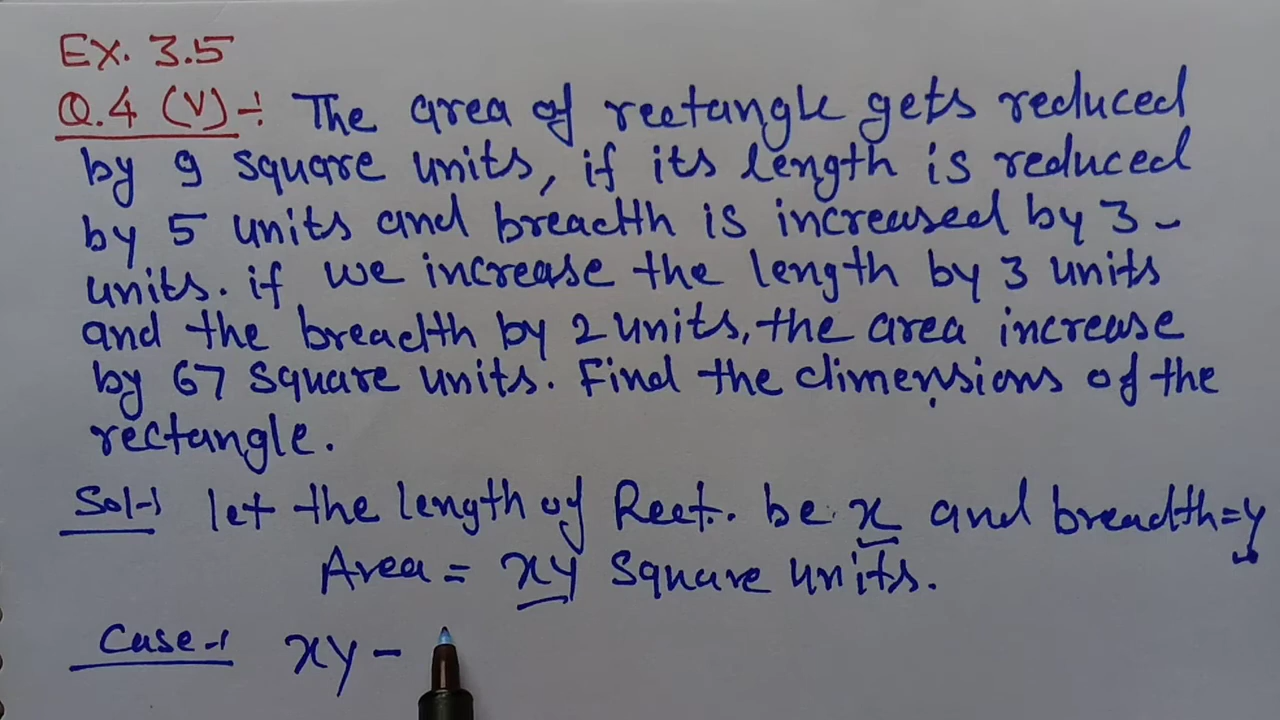 Ex. 3.5
Q.4 (V) :- The area of rectangle gets reduced
by 9 square units, if its length is reduced
by 5 units and breadth is increased by 3 -
units. if we increase the length by 3 units
and the breadth by 2 units, the area increase
by 67 square units. Find the dimensions of the
rectangle.
Sol-) let the length of Rect. be x and breadth=y
Area = xy square units.
Case-1 xy -